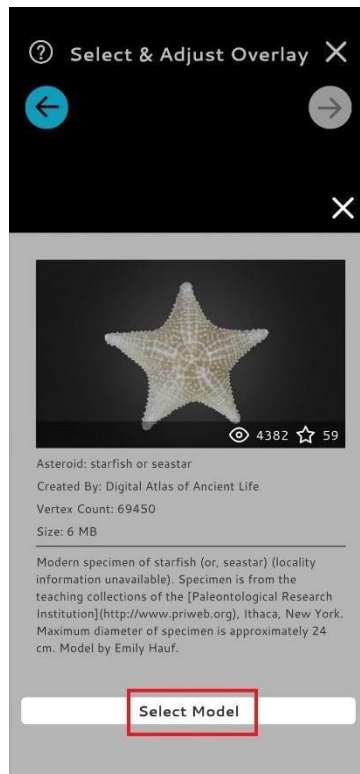 Select & Adjust Overlay
4382 59
Asteroid: starfish or seastar
Created By: Digital Atlas of Ancient Life
Vertex Count: 69450
Size: 6 MB
Modern specimen of starfish (or, seastar) (locality
information unavailable). Specimen is from the
teaching collections of the [Paleontological Research
Institution](http://www.priweb.org), Ithaca, New York.
Maximum diameter of specimen is approximately 24
cm. Model by Emily Hauf.
Select Model